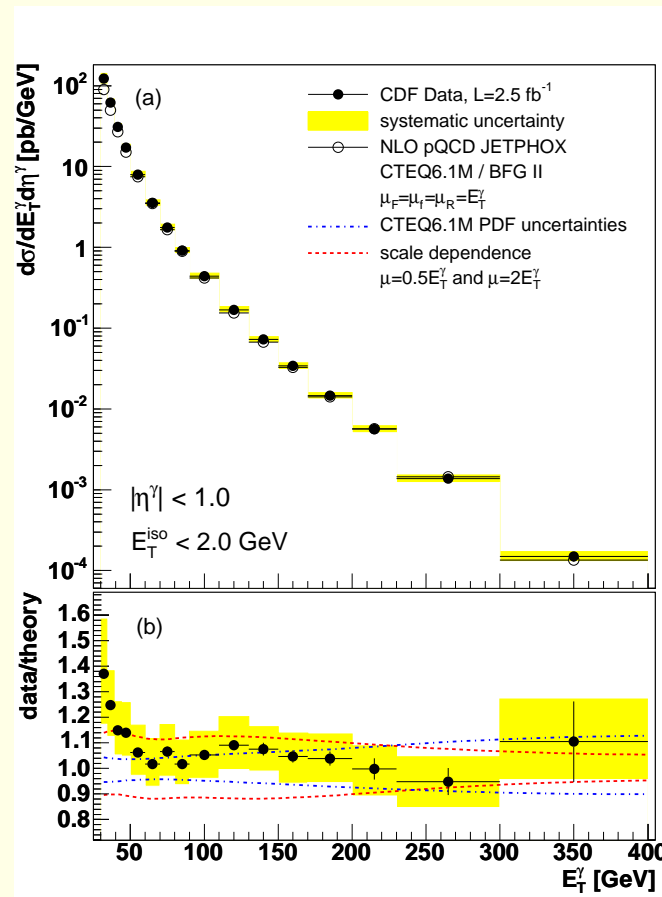 dσ/dE_T^γ dη^γ [pb/GeV]
10²
10
1
10⁻¹
10⁻²
10⁻³
10⁻⁴
(a)
CDF Data, L=2.5 fb⁻¹
systematic uncertainty
NLO pQCD JETPHOX
CTEQ6.1M / BFG II
μ_F=μ_f=μ_R=E_T^γ
CTEQ6.1M PDF uncertainties
scale dependence
μ=0.5E_T^γ and μ=2E_T^γ
|η^γ| < 1.0
E_T^iso < 2.0 GeV
data/theory
1.6
1.5
1.4
1.3
1.2
1.1
1.0
0.9
0.8
(b)
50 100 150 200 250 300 350 400
E_T^γ [GeV]